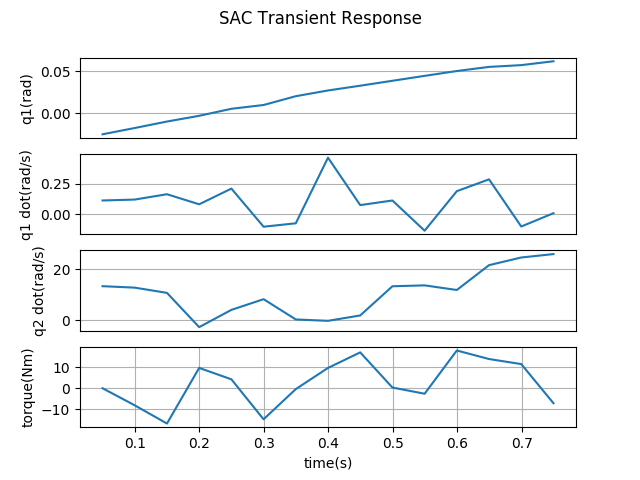 SAC Transient Response
q1(rad)
0.05
0.00
q1 dot(rad/s)
0.25
0.00
q2 dot(rad/s)
20
0
torque(Nm)
10
0
−10
0.1 0.2 0.3 0.4 0.5 0.6 0.7
time(s)